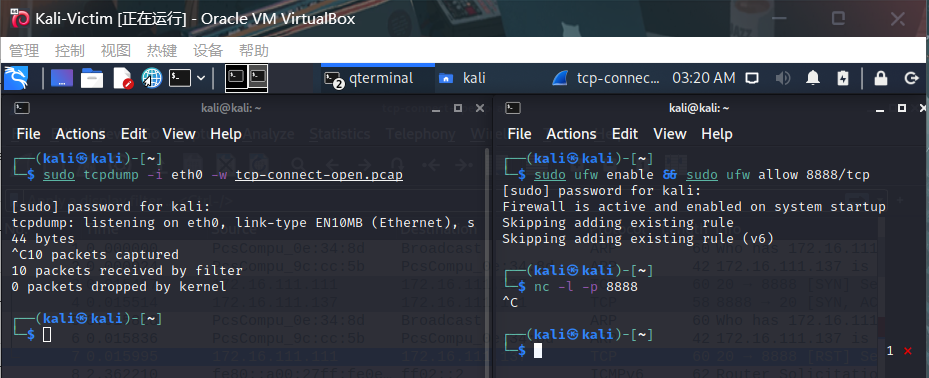 Kali-Victim [正在运行] - Oracle VM VirtualBox
管理 控制 视图 热键 设备 帮助
2 qterminal kali tcp-connec... 03:20 AM
kali@kali: ~
File Actions Edit View Help
┌──(kali㉿kali)-[~]
└─$ sudo tcpdump -i eth0 -w tcp-connect-open.pcap
[sudo] password for kali:
tcpdump: listening on eth0, link-type EN10MB (Ethernet), s
44 bytes
^C10 packets captured
10 packets received by filter
0 packets dropped by kernel
┌──(kali㉿kali)-[~]
└─$
kali@kali: ~
File Actions Edit View Help
┌──(kali㉿kali)-[~]
└─$ sudo ufw enable && sudo ufw allow 8888/tcp
[sudo] password for kali:
Firewall is active and enabled on system startup
Skipping adding existing rule
Skipping adding existing rule (v6)
┌──(kali㉿kali)-[~]
└─$ nc -l -p 8888
^C
┌──(kali㉿kali)-[~]
└─$
1 ×